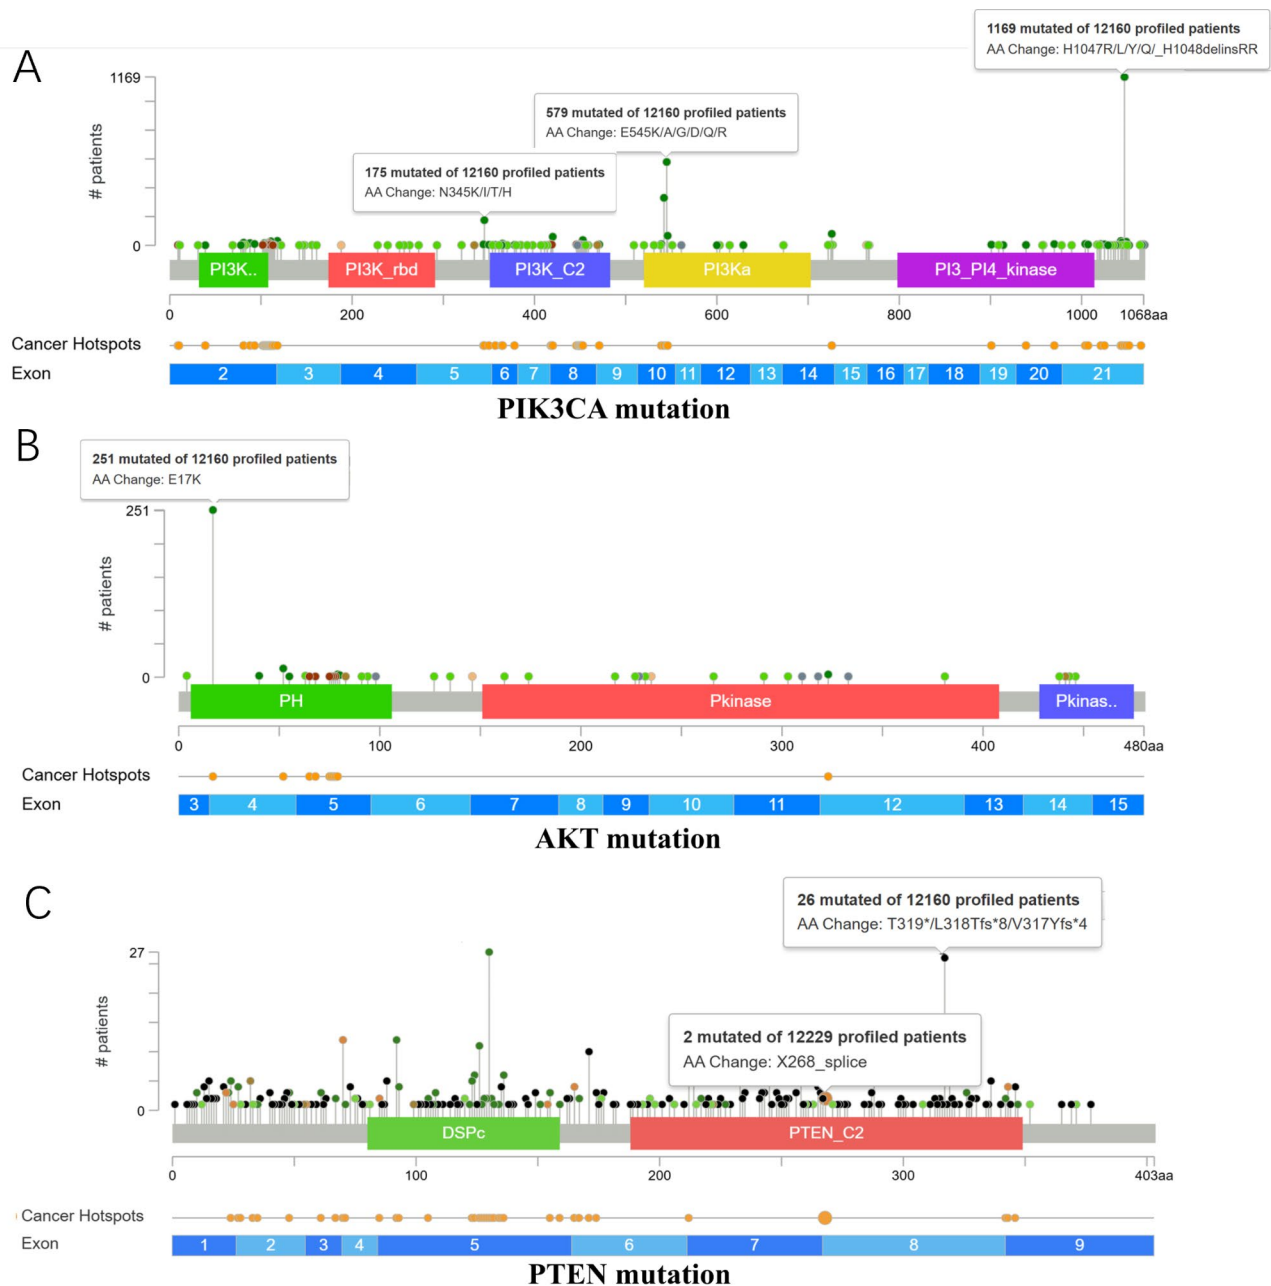 A
1169 mutated of 12160 profiled patients
AA Change: H1047R/L/Y/Q/_H1048delinsRR
1169
579 mutated of 12160 profiled patients
AA Change: E545K/A/G/D/Q/R
175 mutated of 12160 profiled patients
AA Change: N345K/I/T/H
# patients
0
PI3K.. PI3K_rbd PI3K_C2 PI3Ka PI3_PI4_kinase
0 200 400 600 800 1000 1068aa
Cancer Hotspots
Exon 2 3 4 5 6 7 8 9 10 11 12 13 14 15 16 17 18 19 20 21
PIK3CA mutation
B
251 mutated of 12160 profiled patients
AA Change: E17K
251
# patients
0
PH Pkinase Pkinas..
0 100 200 300 400 480aa
Cancer Hotspots
Exon 3 4 5 6 7 8 9 10 11 12 13 14 15
AKT mutation
C
26 mutated of 12160 profiled patients
AA Change: T319*/L318Tfs*8/V317Yfs*4
27
# patients
2 mutated of 12229 profiled patients
AA Change: X268_splice
0
DSPc PTEN_C2
0 100 200 300 403aa
Cancer Hotspots
Exon 1 2 3 4 5 6 7 8 9
PTEN mutation